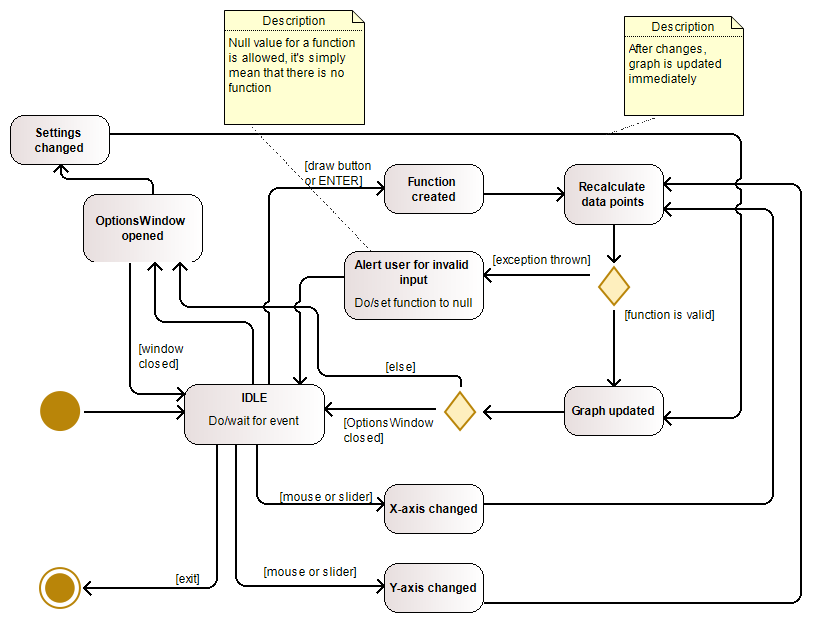 Description
Null value for a function
is allowed, it's simply
mean that there is no
function
Description
After changes,
graph is updated
immediately
Settings
changed
[draw button
or ENTER]
Function
created
Recalculate
data points
OptionsWindow
opened
Alert user for invalid
input
Do/set function to null
[exception thrown]
[function is valid]
[window
closed]
[else]
IDLE
Do/wait for event
[OptionsWindow
closed]
Graph updated
[mouse or slider]
X-axis changed
[exit]
[mouse or slider]
Y-axis changed